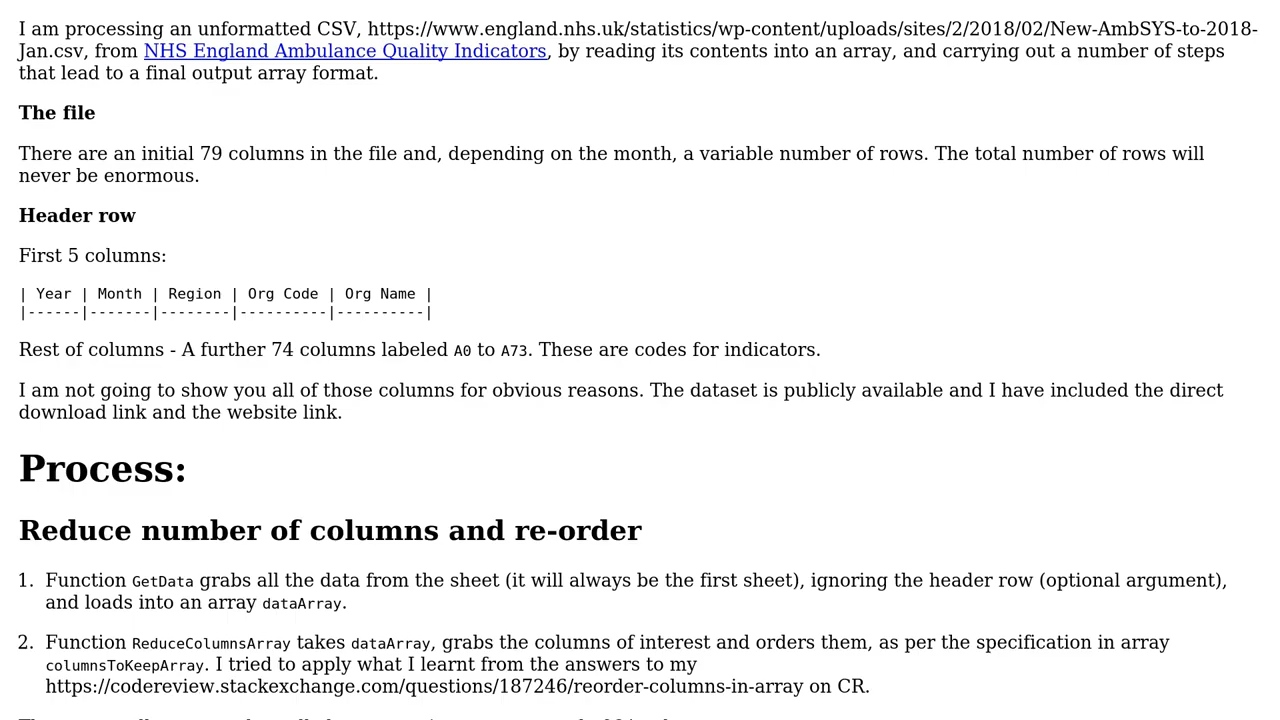 I am processing an unformatted CSV, https://www.england.nhs.uk/statistics/wp-content/uploads/sites/2/2018/02/New-AmbSYS-to-2018-
Jan.csv, from NHS England Ambulance Quality Indicators, by reading its contents into an array, and carrying out a number of steps
that lead to a final output array format.
The file
There are an initial 79 columns in the file and, depending on the month, a variable number of rows. The total number of rows will
never be enormous.
Header row
First 5 columns:
| Year | Month | Region | Org Code | Org Name |
|------|-------|--------|----------|----------|
Rest of columns - A further 74 columns labeled A0 to A73. These are codes for indicators.
I am not going to show you all of those columns for obvious reasons. The dataset is publicly available and I have included the direct
download link and the website link.
Process:
Reduce number of columns and re-order
1. Function GetData grabs all the data from the sheet (it will always be the first sheet), ignoring the header row (optional argument),
and loads into an array dataArray.
2. Function ReduceColumnsArray takes dataArray, grabs the columns of interest and orders them, as per the specification in array
columnsToKeepArray. I tried to apply what I learnt from the answers to my
https://codereview.stackexchange.com/questions/187246/reorder-columns-in-array on CR.